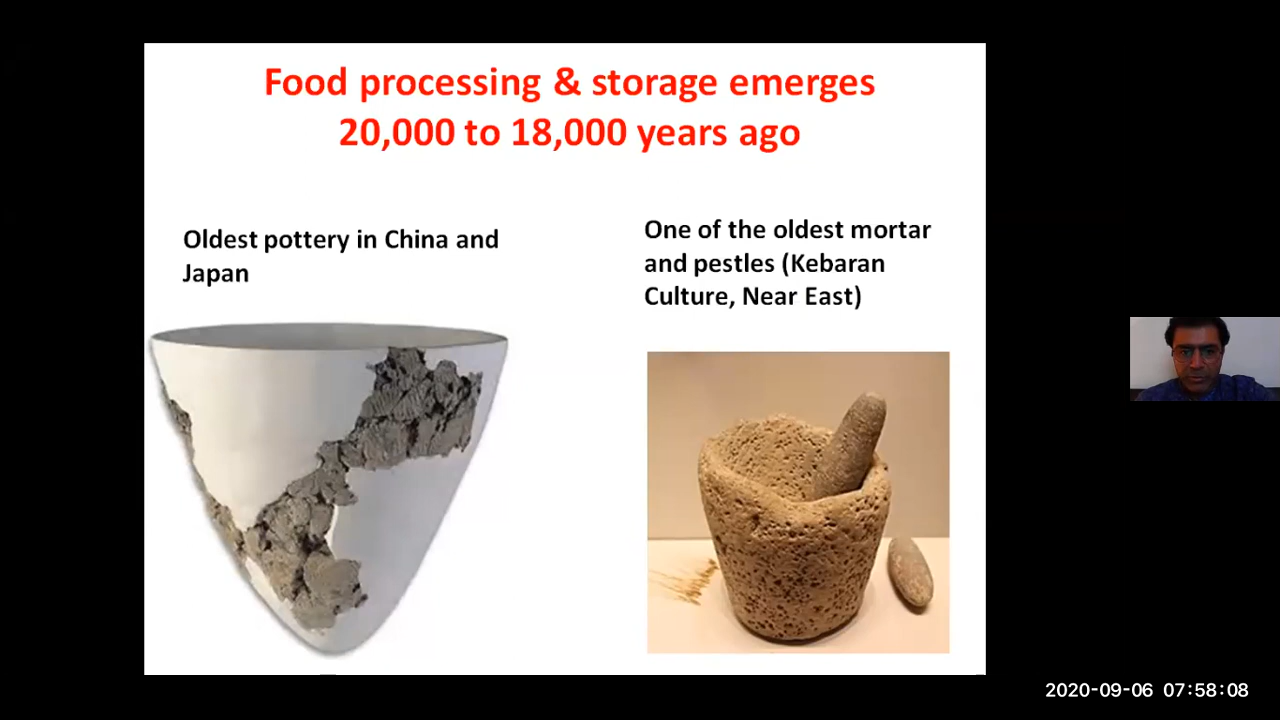 Food processing & storage emerges
20,000 to 18,000 years ago
Oldest pottery in China and
Japan
One of the oldest mortar
and pestles (Kebaran
Culture, Near East)
2020-09-06 07:58:08